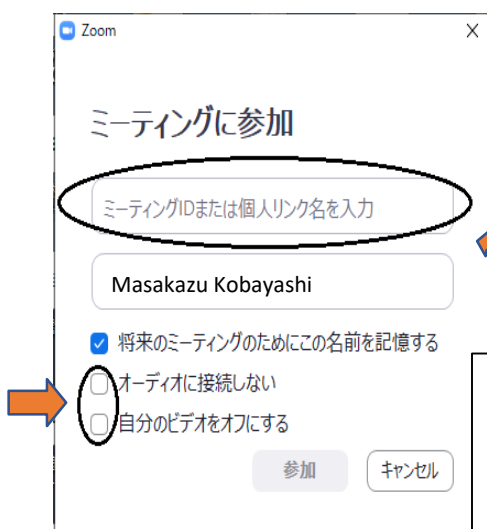 Zoom
ミーティングに参加
ミーティングIDまたは個人リンク名を入力
Masakazu Kobayashi
将来のミーティングのためにこの名前を記憶する
オーディオに接続しない
自分のビデオをオフにする
参加 キャンセル